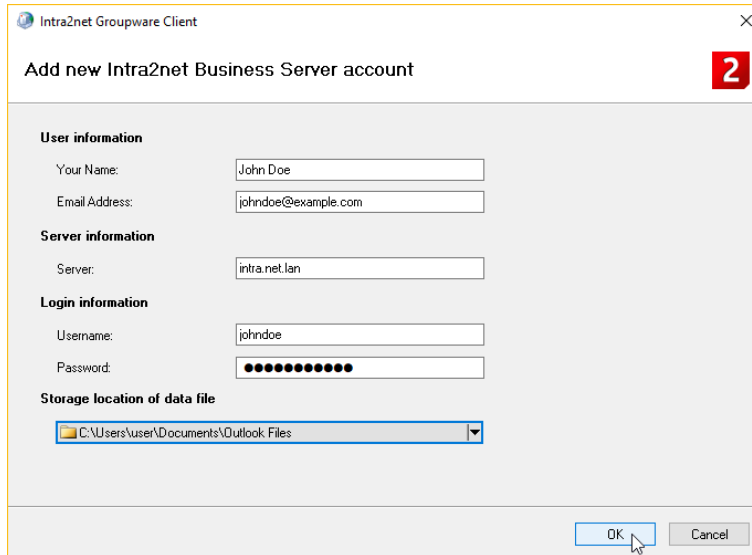 Intra2net Groupware Client
Add new Intra2net Business Server account
2
User information
Your Name: John Doe
Email Address: johndoe@example.com
Server information
Server: intra.net.lan
Login information
Username: johndoe
Password: ●●●●●●●●●●●
Storage location of data file
C:\Users\user\Documents\Outlook Files
OK Cancel